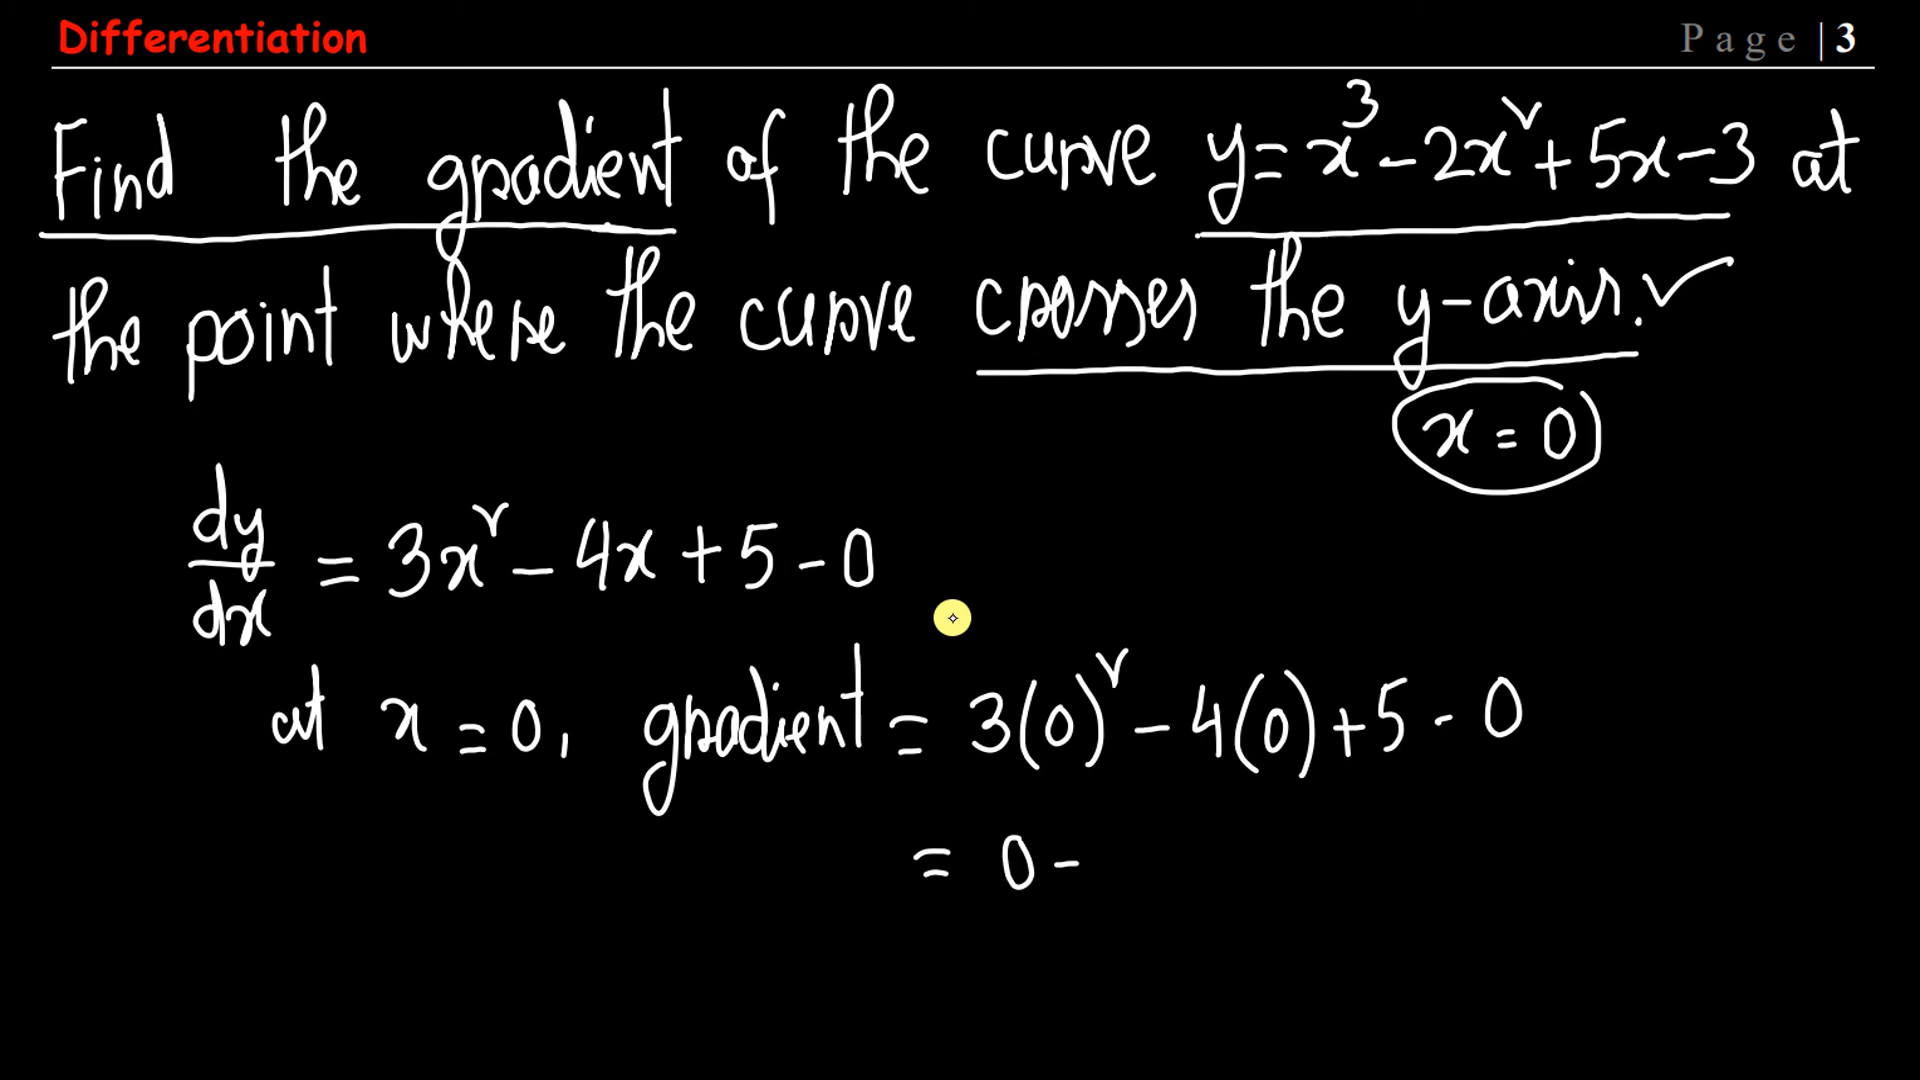 Differentiation
Page | 3
Find the gradient of the curve y = x³ - 2x² + 5x - 3 at
the point where the curve crosses the y-axis. ✓
x = 0
dy/dx = 3x² - 4x + 5 - 0
at x = 0, gradient = 3(0)² - 4(0) + 5 - 0
= 0 -